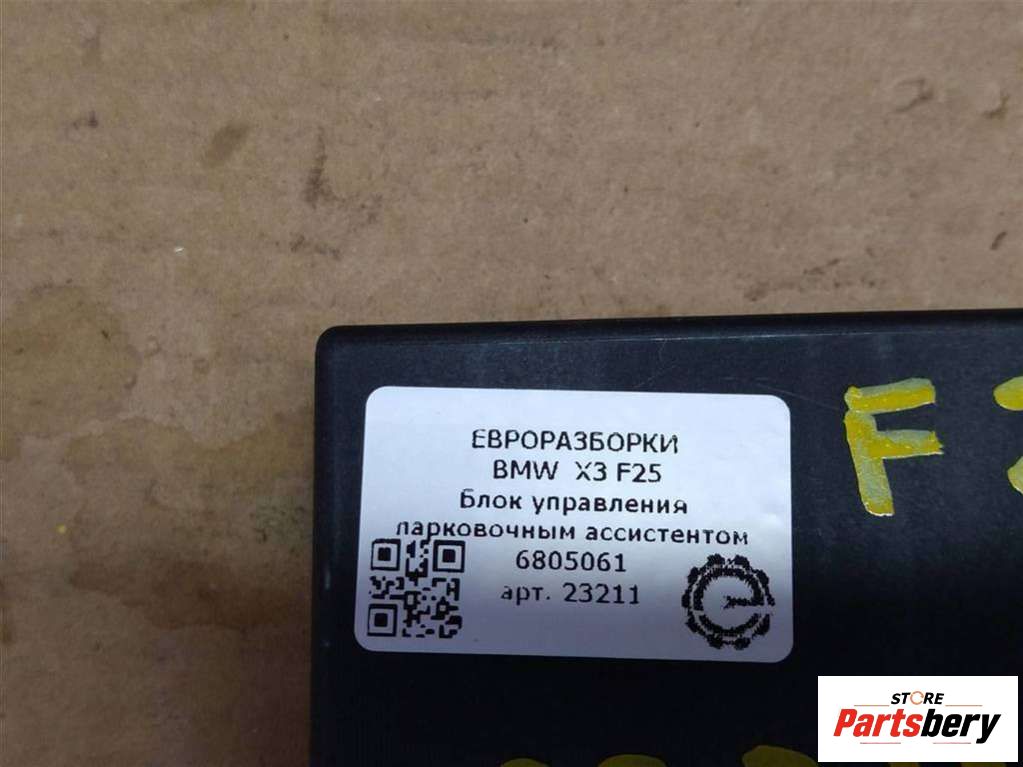 ЕВРОРАЗБОРКИ
BMW X3 F25
Блок управления
парковочным ассистентом
6805061
арт. 23211
F
STORE
Partsbery